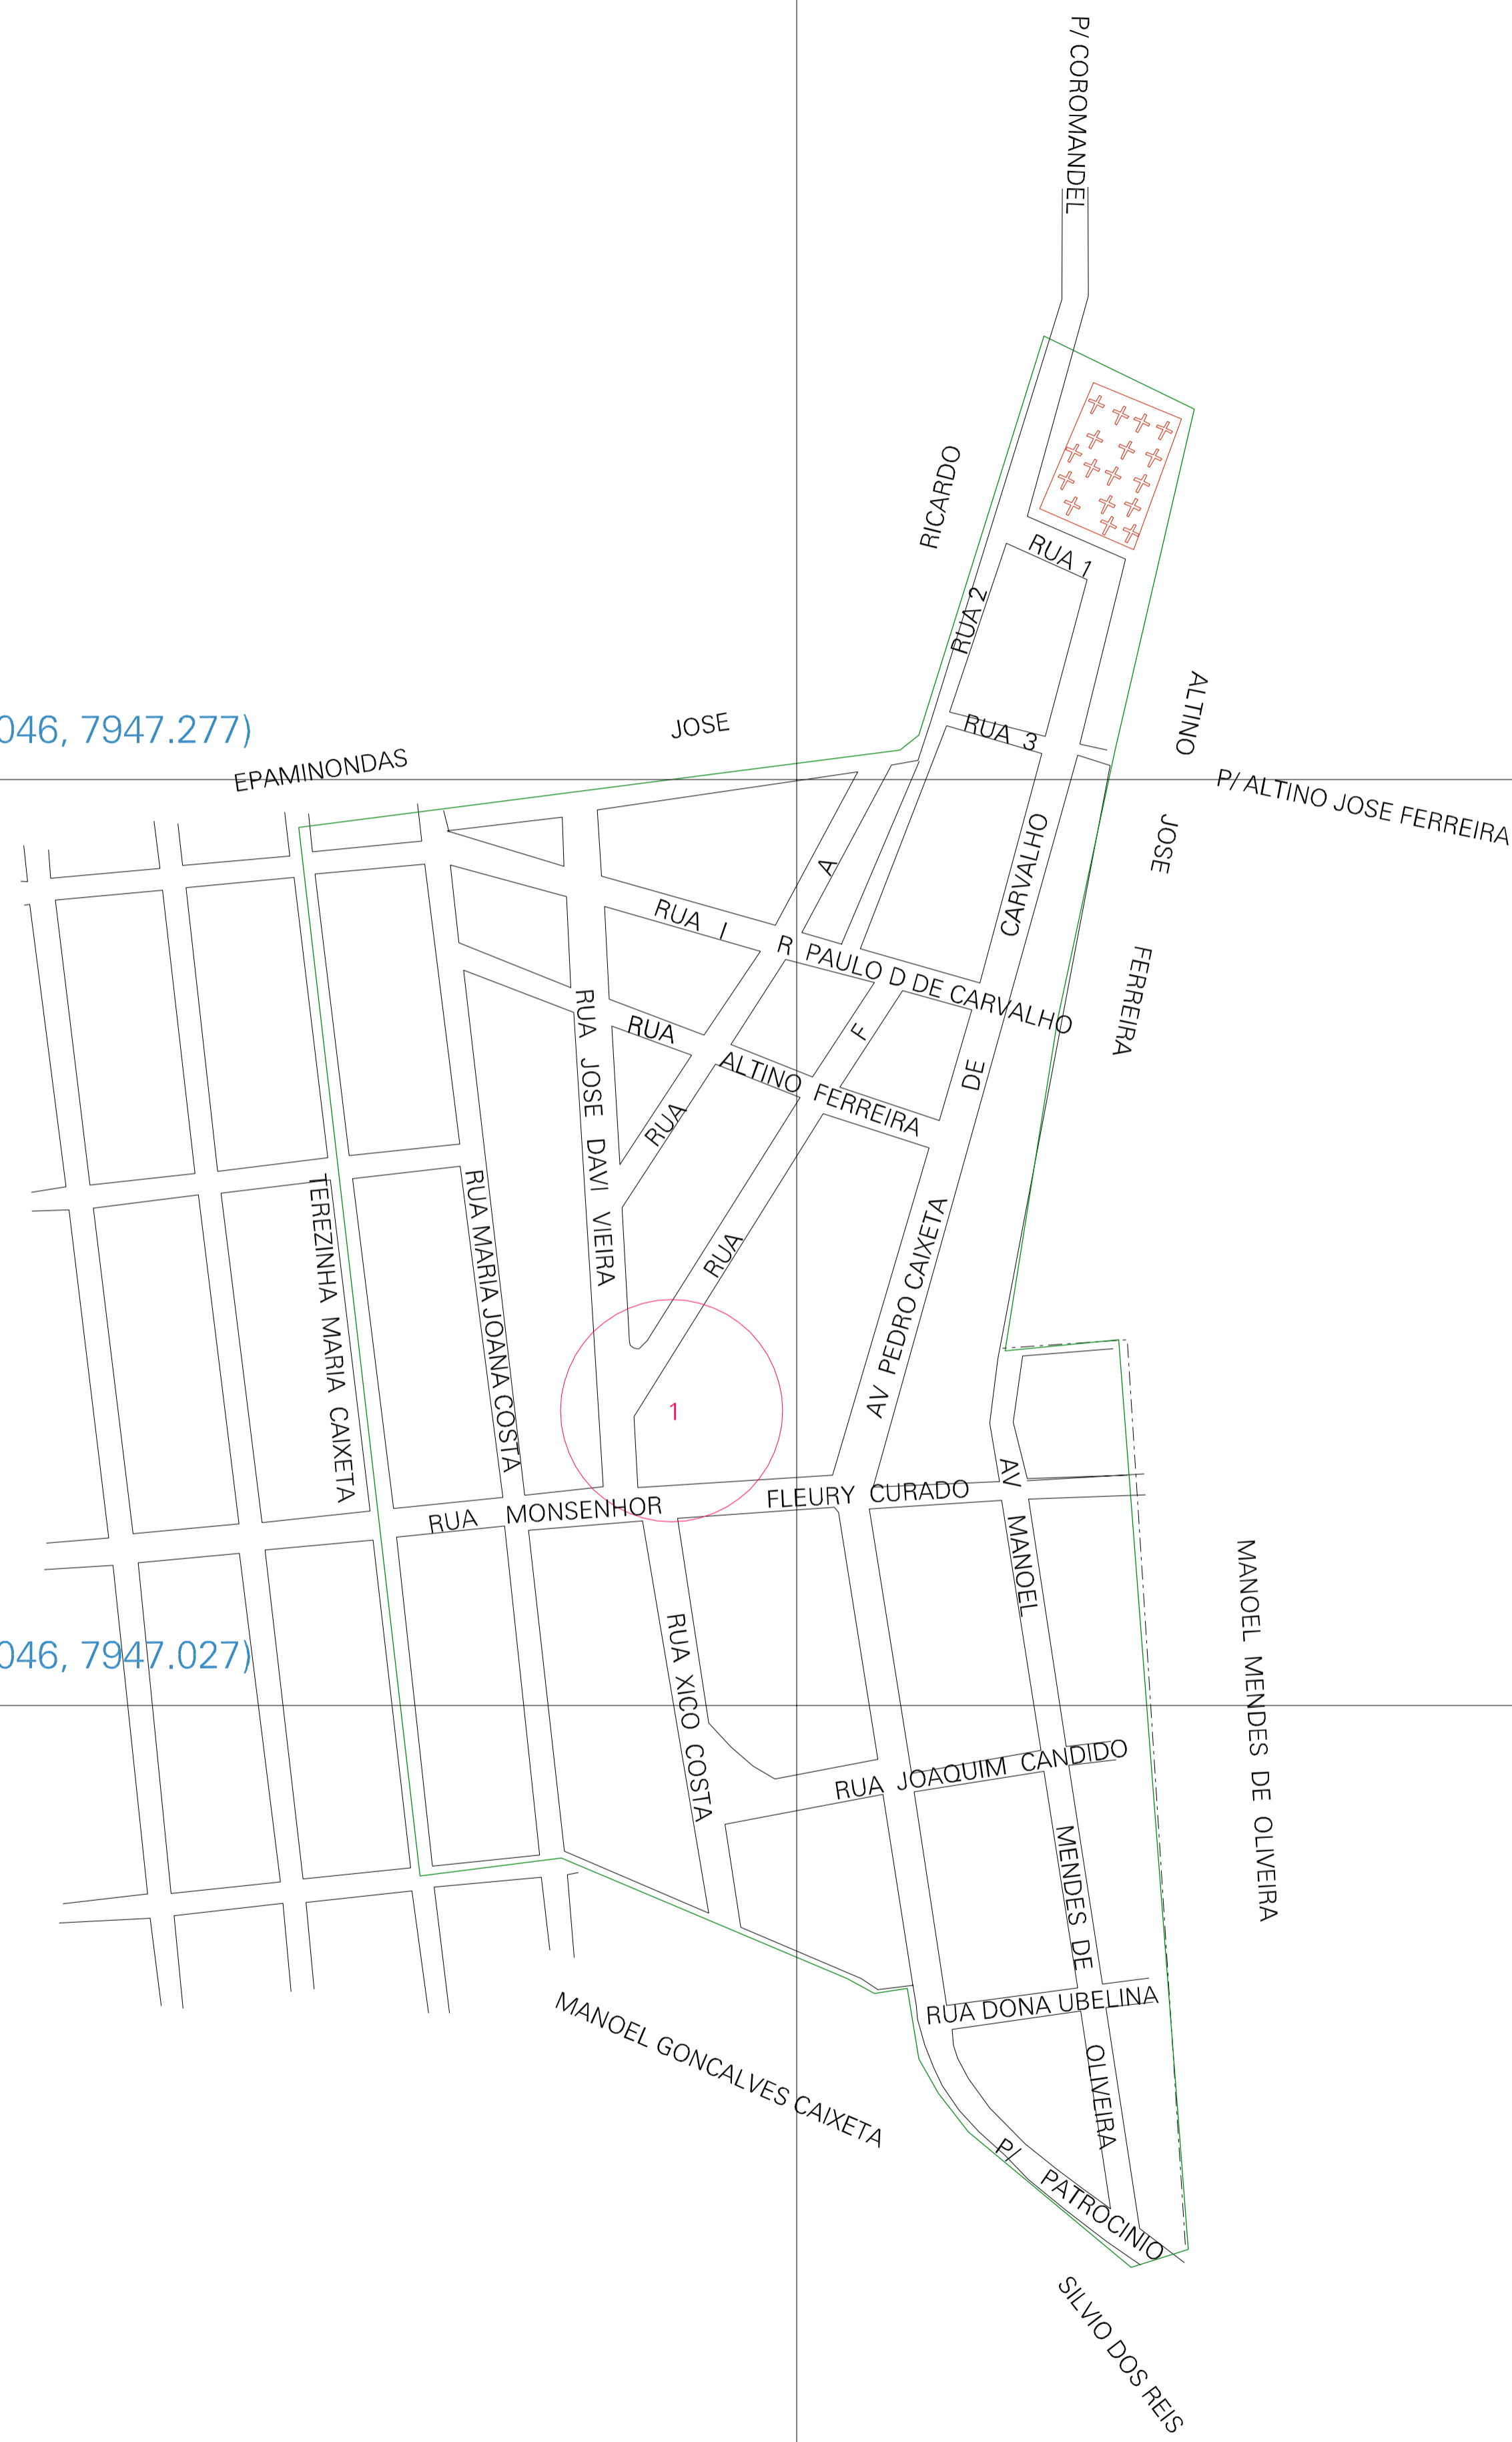 P/ COROMANDEL
RICARDO
RUA 1
RUA 2
RUA 3
ALTINO
JOSE
FERREIRA
P/ ALTINO JOSE FERREIRA
046, 7947.277)
EPAMINONDAS
JOSE
RUA I
A
R PAULO D DE CARVALHO
CARVALHO
DE
AV PEDRO CAIXETA
RUA
ALTINO FERREIRA
F
RUA
RUA
RUA JOSE DAVI VIEIRA
RUA MARIA JOANA COSTA
TEREZINHA MARIA CAIXETA
1
RUA MONSENHOR
FLEURY CURADO
AV MANOEL
MENDES DE
OLIVEIRA
MANOEL MENDES DE OLIVEIRA
046, 7947.027)
RUA XICO COSTA
RUA JOAQUIM CANDIDO
RUA DONA UBELINA
MANOEL GONCALVES CAIXETA
P/ PATROCINIO
SILVIO DOS REIS